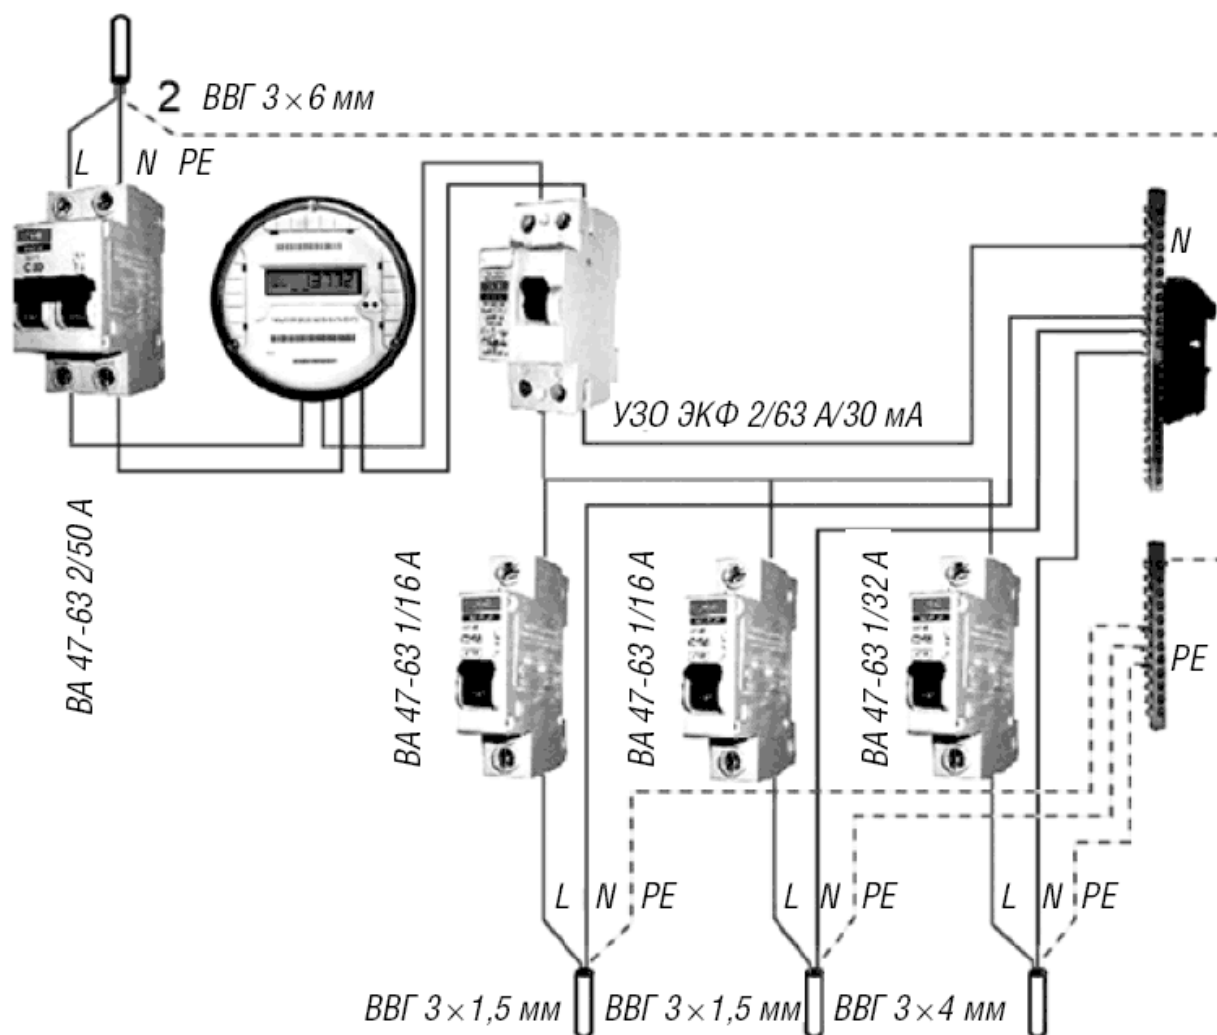 2 ВВГ 3×6 мм
L N PE
N
УЗО ЭКФ 2/63 А/30 мА
ВА 47-63 2/50 А
ВА 47-63 1/16 А
ВА 47-63 1/16 А
ВА 47-63 1/32 А
PE
L N PE
L N PE
L N PE
ВВГ 3×1,5 мм
ВВГ 3×1,5 мм
ВВГ 3×4 мм